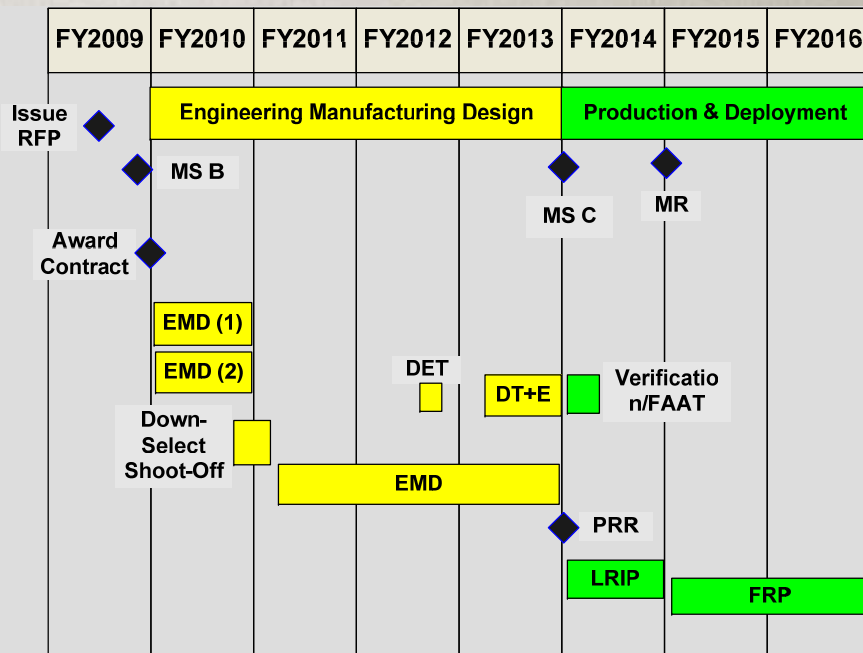 FY2009 FY2010 FY2011 FY2012 FY2013 FY2014 FY2015 FY2016
Engineering Manufacturing Design
Production & Deployment
Issue
RFP
MS B
MS C
MR
Award
Contract
EMD (1)
EMD (2)
DET
DT+E
Verificatio
n/FAAT
Down-
Select
Shoot-Off
EMD
PRR
LRIP
FRP